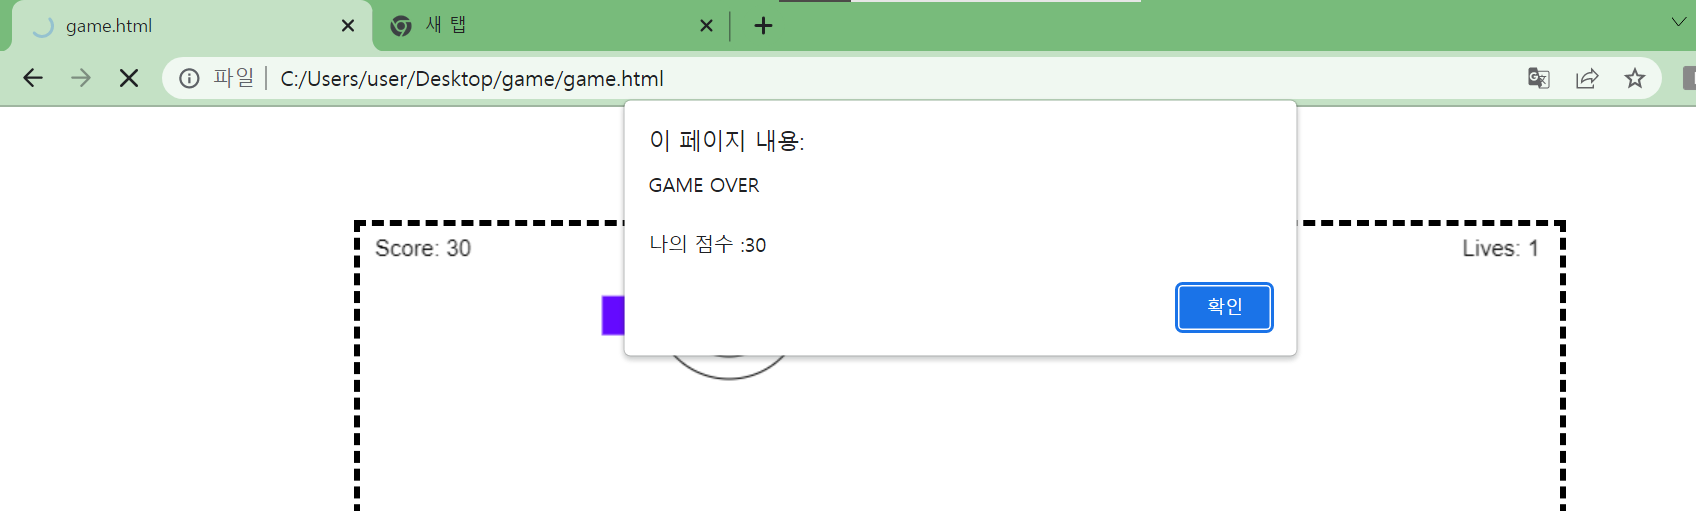 game.html
새 탭
파일 C:/Users/user/Desktop/game/game.html
이 페이지 내용:
GAME OVER
나의 점수 :30
확인
Score: 30
Lives: 1